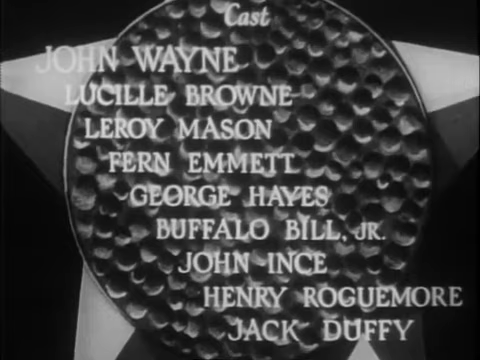 Cast
JOHN WAYNE
LUCILLE BROWNE
LEROY MASON
FERN EMMETT
GEORGE HAYES
BUFFALO BILL, JR.
JOHN INCE
HENRY ROGUEMORE
JACK DUFFY